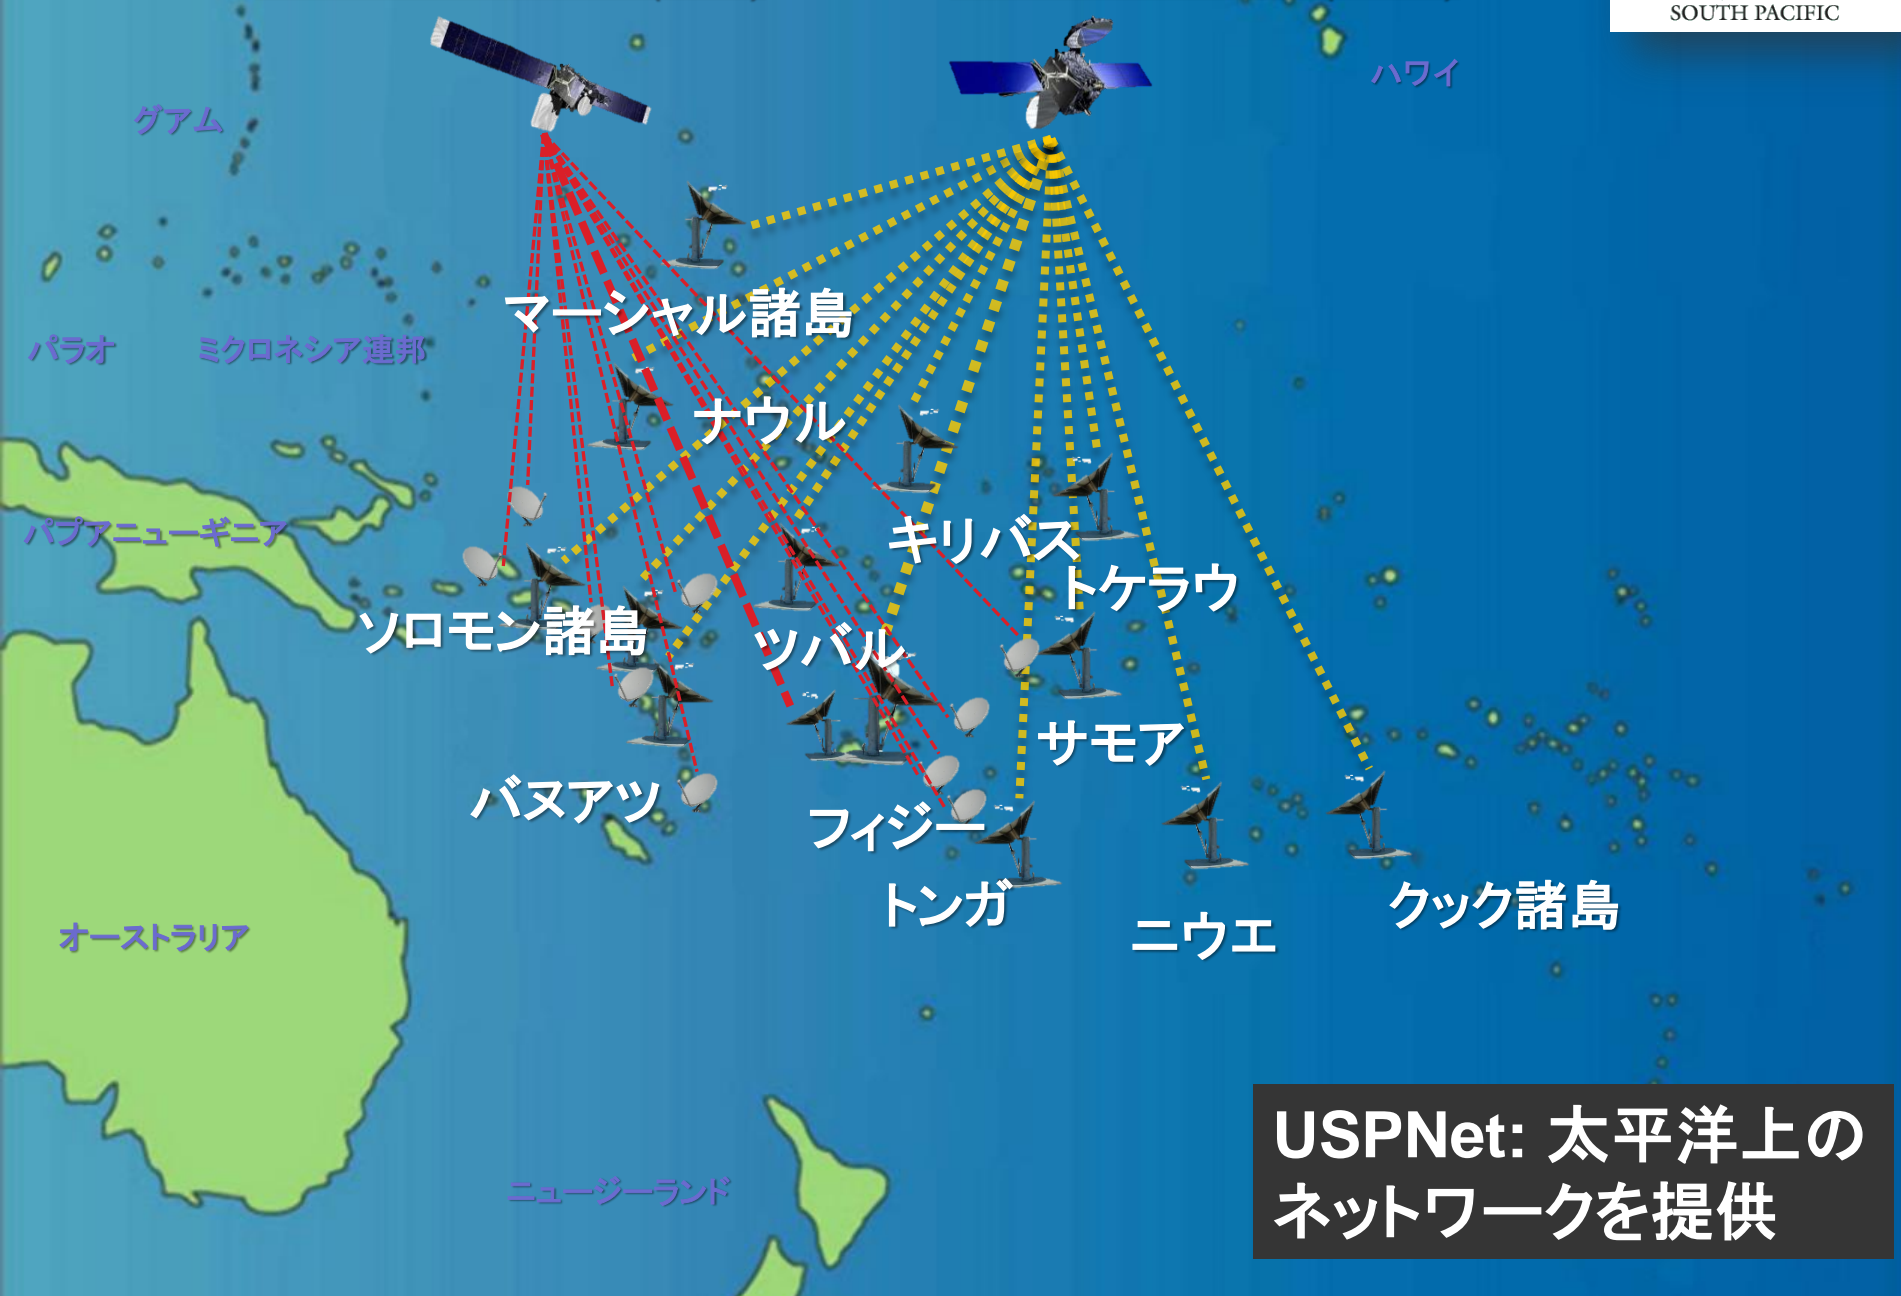 SOUTH PACIFIC
ハワイ
グアム
マーシャル諸島
パラオ
ミクロネシア連邦
ナウル
パプアニューギニア
キリバス
トケラウ
ソロモン諸島
ツバル
サモア
バヌアツ
フィジー
トンガ
ニウエ
クック諸島
オーストラリア
ニュージーランド
USPNet: 太平洋上の
ネットワークを提供